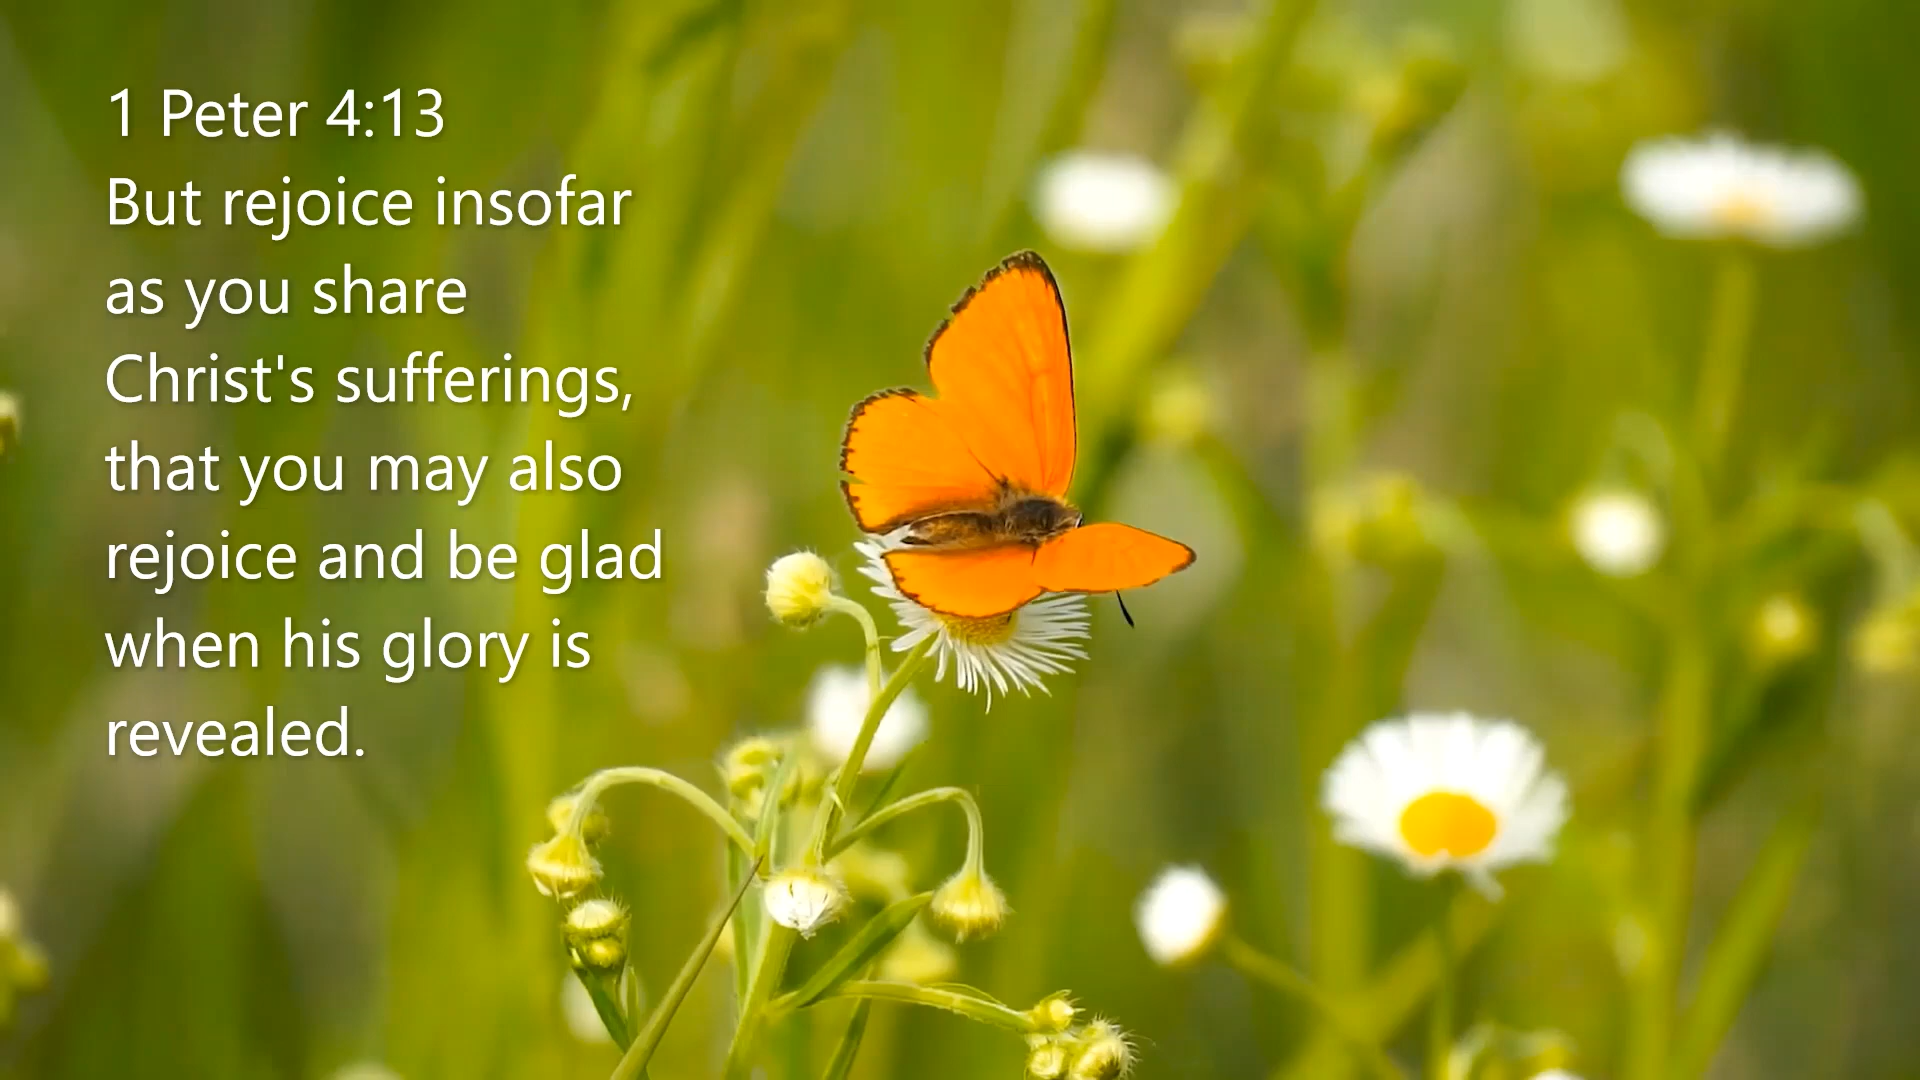 1 Peter 4:13
But rejoice insofar
as you share
Christ's sufferings,
that you may also
rejoice and be glad
when his glory is
revealed.